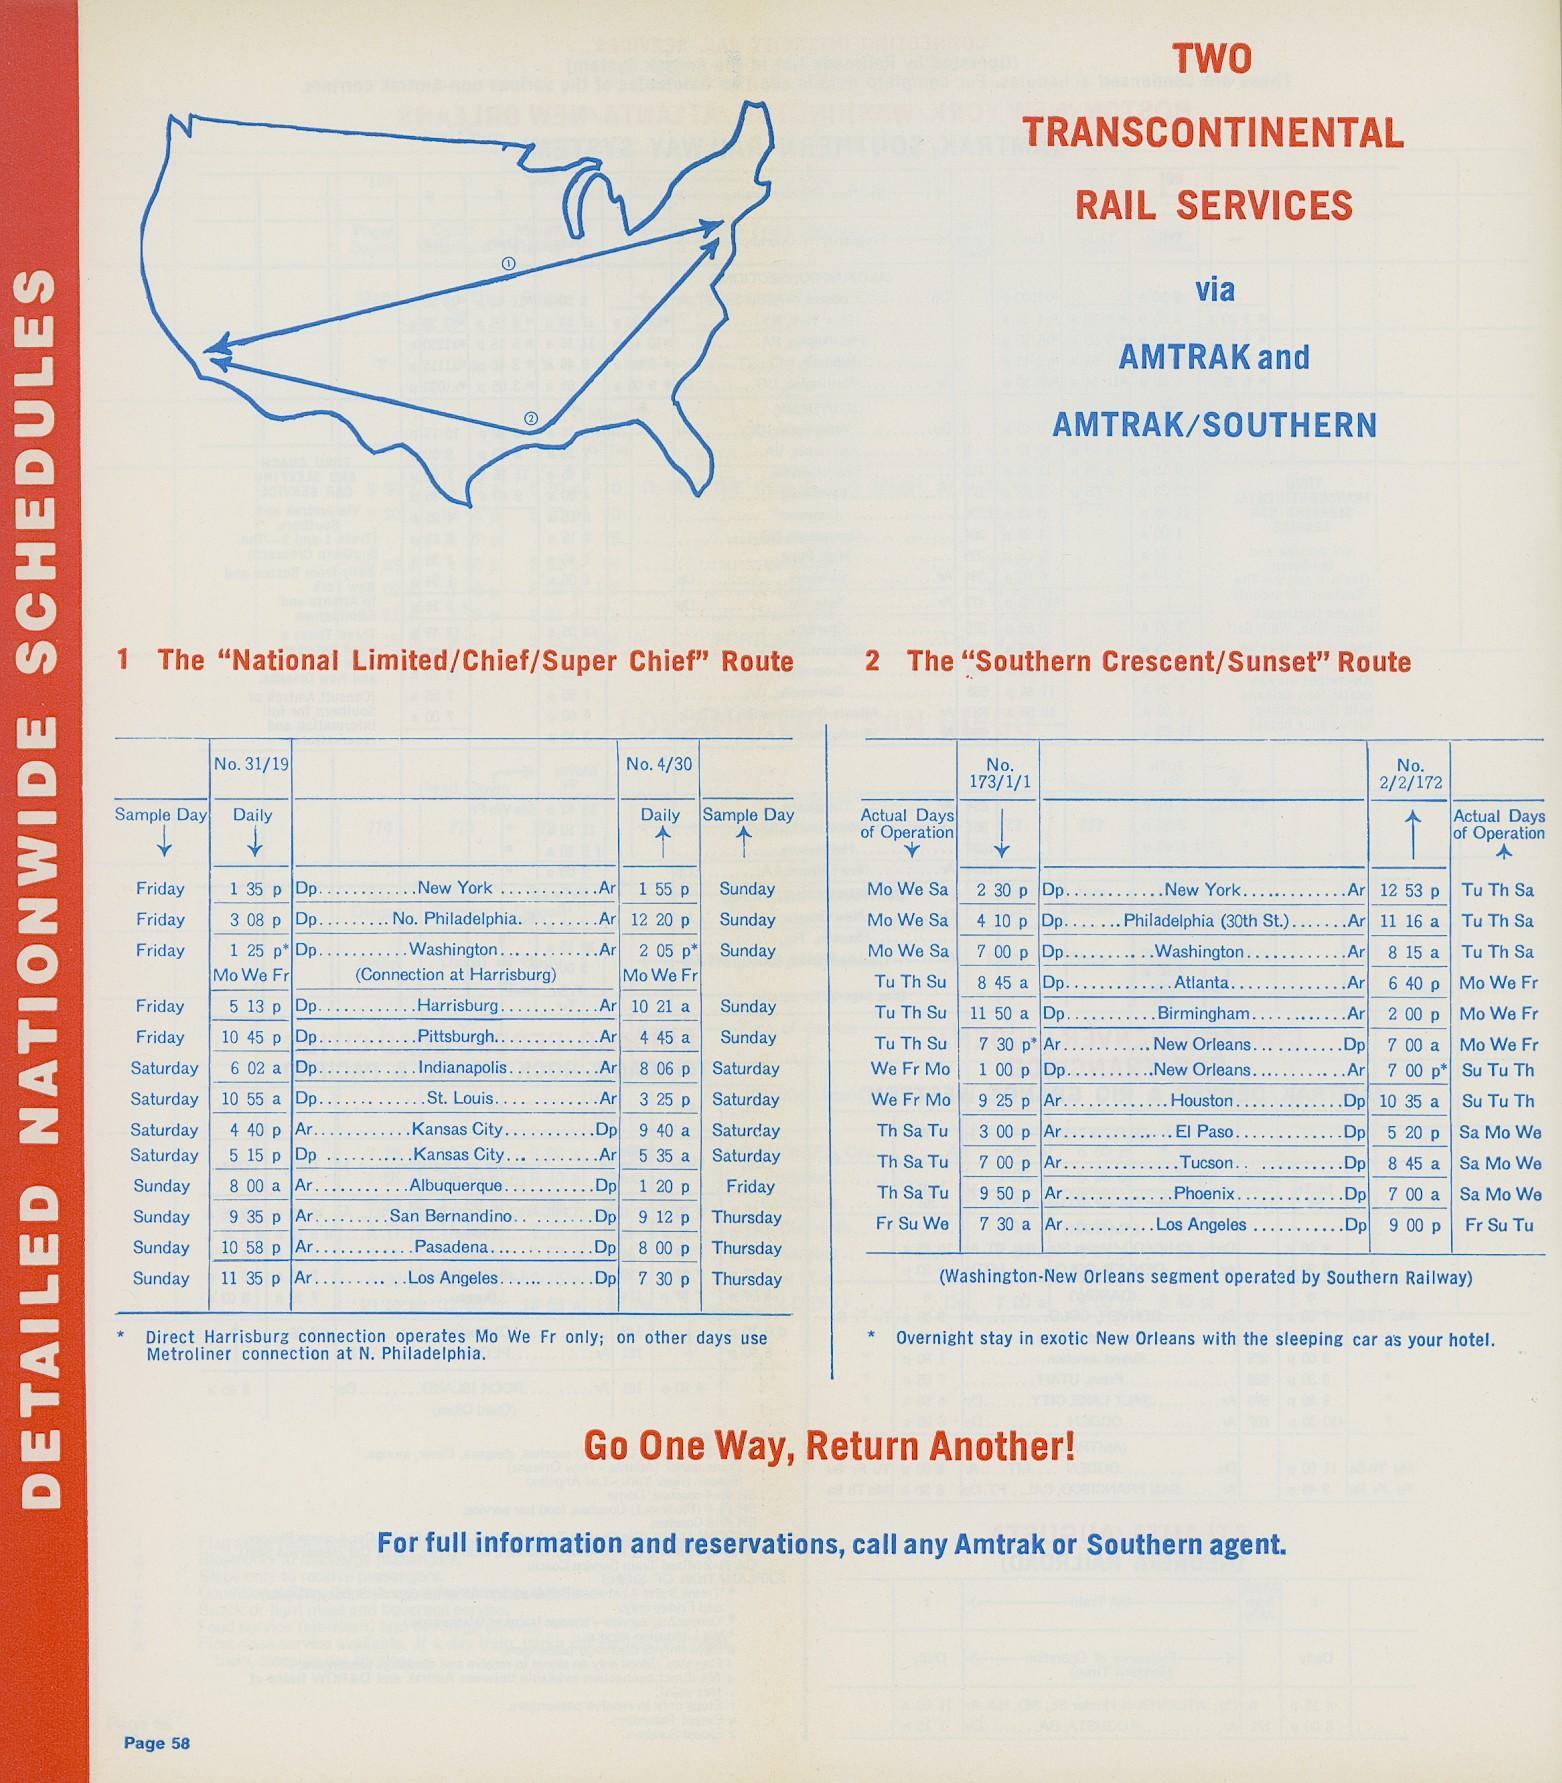 DETAILED NATIONWIDE SCHEDULES
TWO
TRANSCONTINENTAL
RAIL SERVICES
via
AMTRAK and
AMTRAK/SOUTHERN
1
2
1 The "National Limited/Chief/Super Chief" Route
No. 31/19 No. 4/30
Sample Day Daily Daily Sample Day
Friday 1 35 p Dp............New York ............Ar 1 55 p Sunday
Friday 3 08 p Dp.........No. Philadelphia. .........Ar 12 20 p Sunday
Friday 1 25 p* Dp............Washington............Ar 2 05 p* Sunday
Mo We Fr (Connection at Harrisburg) Mo We Fr
Friday 5 13 p Dp............Harrisburg............Ar 10 21 a Sunday
Friday 10 45 p Dp............Pittsburgh............Ar 4 45 a Sunday
Saturday 6 02 a Dp............Indianapolis............Ar 8 06 p Saturday
Saturday 10 55 a Dp............St. Louis............Ar 3 25 p Saturday
Saturday 4 40 p Ar............Kansas City............Dp 9 40 a Saturday
Saturday 5 15 p Dp ...........Kansas City... ........Ar 5 35 a Saturday
Sunday 8 00 a Ar............Albuquerque............Dp 1 20 p Friday
Sunday 9 35 p Ar.........San Bernandino.. ........Dp 9 12 p Thursday
Sunday 10 58 p Ar............Pasadena............Dp 8 00 p Thursday
Sunday 11 35 p Ar......... ...Los Angeles............Dp 7 30 p Thursday
* Direct Harrisburg connection operates Mo We Fr only; on other days use
Metroliner connection at N. Philadelphia.
2 The "Southern Crescent/Sunset" Route
No. No.
173/1/1 2/2/172
Actual Days Actual Days
of Operation of Operation
Mo We Sa 2 30 p Dp............New York............Ar 12 53 p Tu Th Sa
Mo We Sa 4 10 p Dp.......Philadelphia (30th St.).......Ar 11 16 a Tu Th Sa
Mo We Sa 7 00 p Dp............Washington............Ar 8 15 a Tu Th Sa
Tu Th Su 8 45 a Dp............Atlanta............Ar 6 40 p Mo We Fr
Tu Th Su 11 50 a Dp............Birmingham............Ar 2 00 p Mo We Fr
Tu Th Su 7 30 p* Ar............New Orleans............Dp 7 00 a Mo We Fr
We Fr Mo 1 00 p Dp............New Orleans............Ar 7 00 p* Su Tu Th
We Fr Mo 9 25 p Ar............Houston............Dp 10 35 a Su Tu Th
Th Sa Tu 3 00 p Ar............El Paso............Dp 5 20 p Sa Mo We
Th Sa Tu 7 00 p Ar............Tucson.. ...........Dp 8 45 a Sa Mo We
Th Sa Tu 9 50 p Ar............Phoenix............Dp 7 00 a Sa Mo We
Fr Su We 7 30 a Ar...........Los Angeles ...........Dp 9 00 p Fr Su Tu
(Washington-New Orleans segment operated by Southern Railway)
* Overnight stay in exotic New Orleans with the sleeping car as your hotel.
Go One Way, Return Another!
For full information and reservations, call any Amtrak or Southern agent.
Page 58